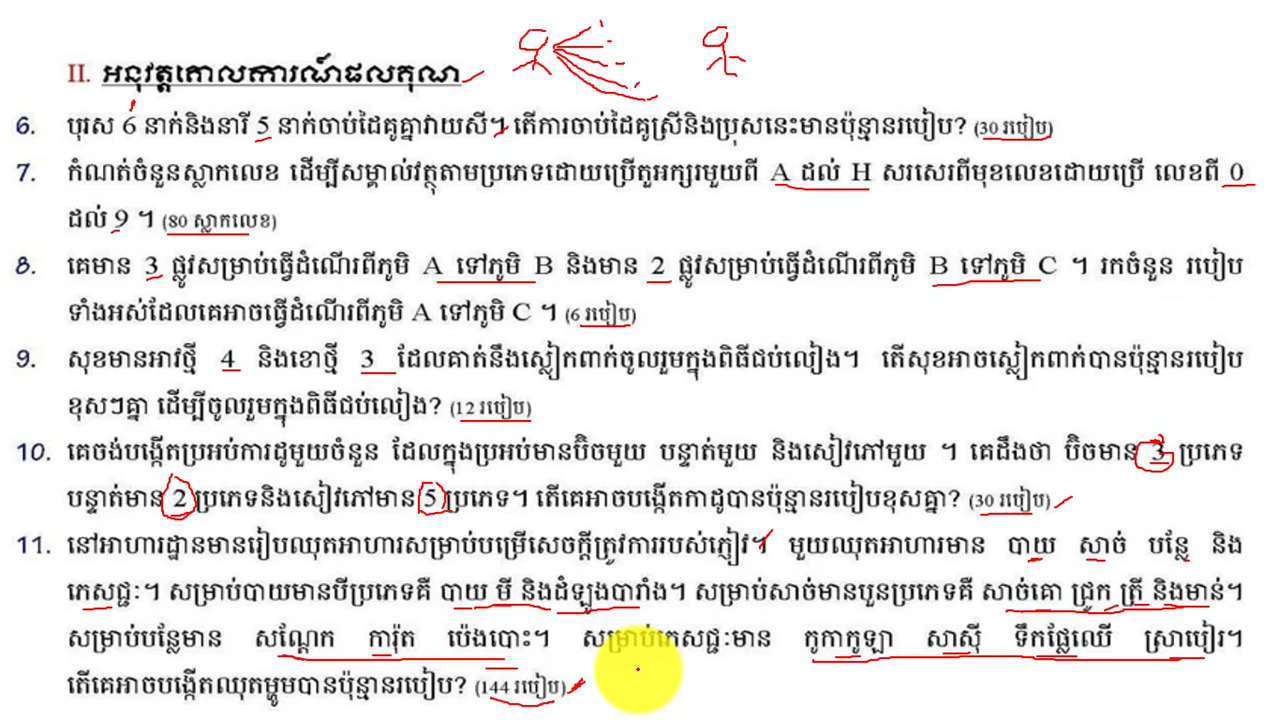 II. អនុវត្តគោលការណ៍ផលគុណ
6. បុរស 6 នាក់និងនារី 5 នាក់ចាប់ដៃគូគ្នាវាយសី។ តើការចាប់ដៃគូស្រីនិងប្រុសនេះមានប៉ុន្មានរបៀប? (30 របៀប)
7. កំណត់ចំនួនស្លាកលេខ ដើម្បីសម្គាល់វត្ថុតាមប្រភេទដោយប្រើតួអក្សរមួយពី A ដល់ H សរសេរពីមុខលេខដោយប្រើ លេខពី 0
ដល់ 9 ។ (80 ស្លាកលេខ)
8. គេមាន 3 ផ្លូវសម្រាប់ធ្វើដំណើរពីភូមិ A ទៅភូមិ B និងមាន 2 ផ្លូវសម្រាប់ធ្វើដំណើរពីភូមិ B ទៅភូមិ C ។ រកចំនួន របៀប
ទាំងអស់ដែលគេអាចធ្វើដំណើរពីភូមិ A ទៅភូមិ C ។ (6 របៀប)
9. សុខមានអាវថ្មី 4 និងខោថ្មី 3 ដែលគាត់នឹងស្លៀកពាក់ចូលរួមក្នុងពិធីជប់លៀង។ តើសុខអាចស្លៀកពាក់បានប៉ុន្មានរបៀប
ខុសៗគ្នា ដើម្បីចូលរួមក្នុងពិធីជប់លៀង? (12 របៀប)
10. គេចង់បង្កើតប្រអប់ការដូមួយចំនួន ដែលក្នុងប្រអប់មានប៊ិចមួយ បន្ទាត់មួយ និងសៀវភៅមួយ ។ គេដឹងថា ប៊ិចមាន 3 ប្រភេទ
បន្ទាត់មាន 2 ប្រភេទនិងសៀវភៅមាន 5 ប្រភេទ។ តើគេអាចបង្កើតកាដូបានប៉ុន្មានរបៀបខុសគ្នា? (30 របៀប)
11. នៅអាហារដ្ឋានមានរៀបឈុតអាហារសម្រាប់បម្រើសេចក្ដីត្រូវការរបស់ភ្ញៀវ។ មួយឈុតអាហារមាន បាយ សាច់ បន្លែ និង
ភេសជ្ជៈ។ សម្រាប់បាយមានបីប្រភេទគឺ បាយ មី និងដំឡូងបារាំង។ សម្រាប់សាច់មានបួនប្រភេទគឺ សាច់គោ ជ្រូក ត្រី និងមាន់។
សម្រាប់បន្លែមាន សណ្ដែក ការ៉ុត ប៉េងបោះ។ សម្រាប់ភេសជ្ជៈមាន កូកាកូឡា សាស៊ី ទឹកផ្លែឈើ ស្រាបៀរ។
តើគេអាចបង្កើតឈុតម្ហូបបានប៉ុន្មានរបៀប? (144 របៀប)